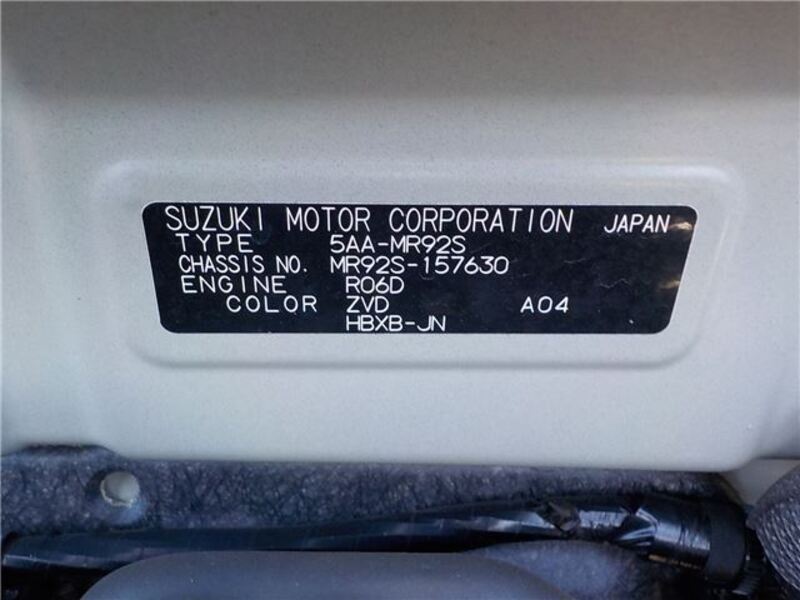 SUZUKI MOTOR CORPORATION JAPAN
TYPE 5AA-MR92S
CHASSIS NO. MR92S-157630
ENGINE R06D
COLOR ZVD A04
HBXB-JN